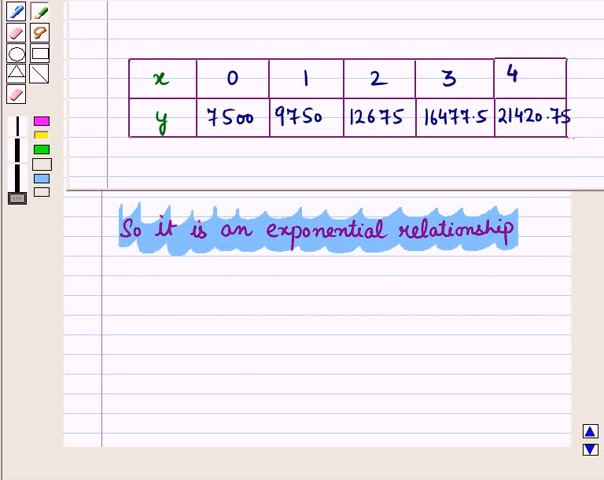 x 0 1 2 3 4
y 7500 9750 12675 16477.5 21420.75
So it is an exponential relationship